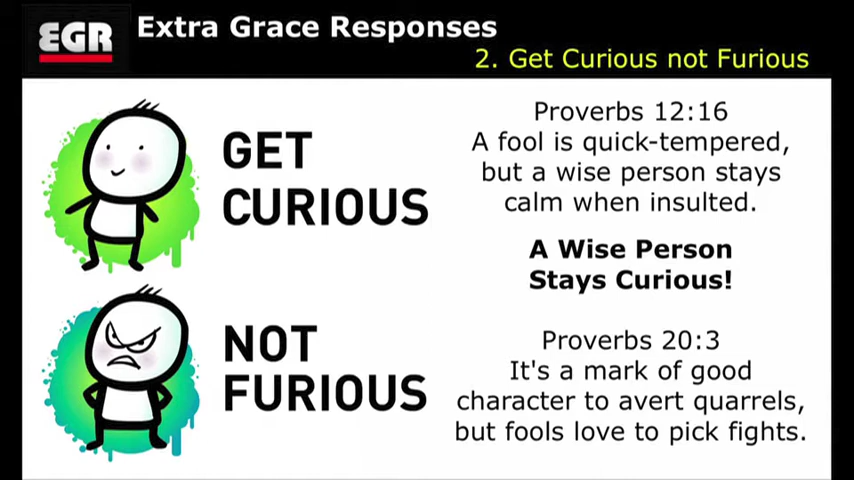 EGR
Extra Grace Responses
2. Get Curious not Furious
GET
CURIOUS
NOT
FURIOUS
Proverbs 12:16
A fool is quick-tempered,
but a wise person stays
calm when insulted.
A Wise Person
Stays Curious!
Proverbs 20:3
It's a mark of good
character to avert quarrels,
but fools love to pick fights.